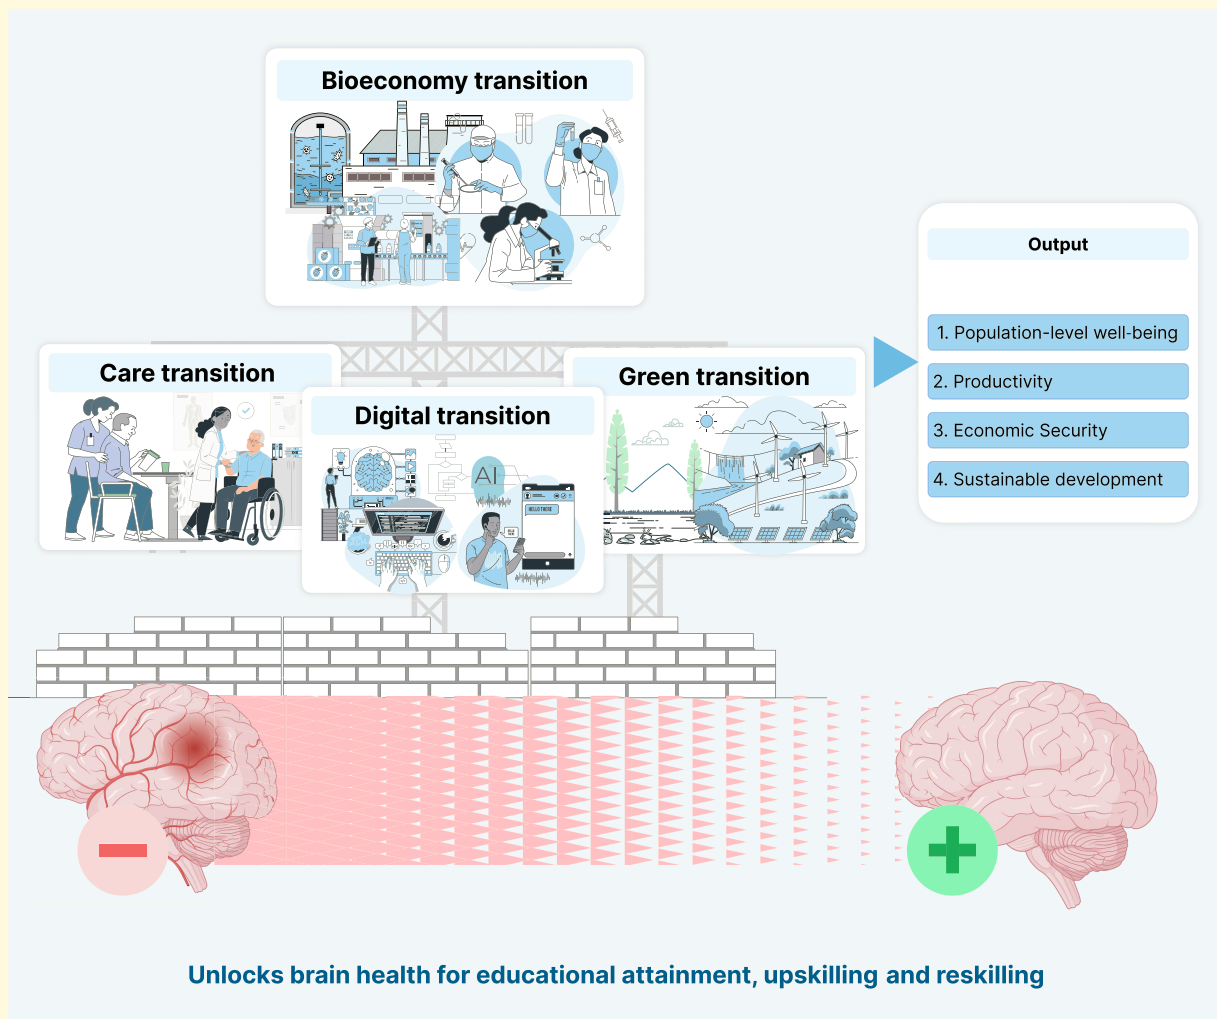 Bioeconomy transition
Care transition
Digital transition
Green transition
AI
HELLO THERE
Output
1. Population-level well-being
2. Productivity
3. Economic Security
4. Sustainable development
Unlocks brain health for educational attainment, upskilling and reskilling